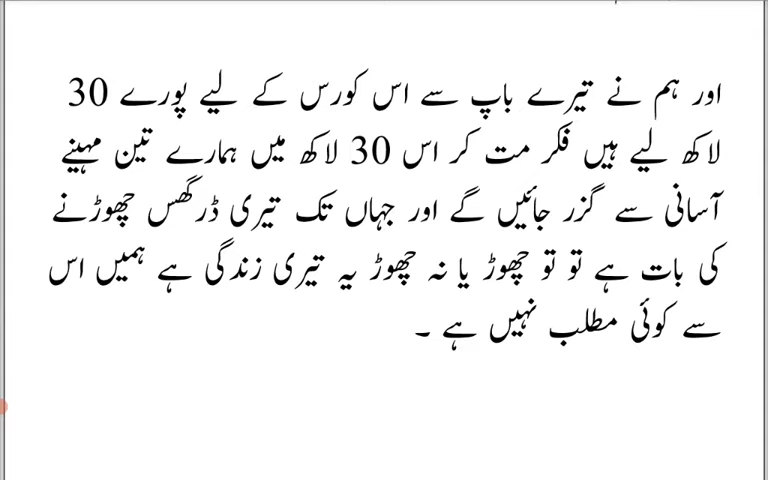 اور ہم نے تیرے باپ سے اس کورس کے لیے پورے 30
لاکھ لیے ہیں فکر مت کر اس 30 لاکھ میں ہمارے تین مہینے
آسانی سے گزر جائیں گے اور جہاں تک تیری ڈرگھس چھوڑنے
کی بات ہے تو تو چھوڑ یا نہ چھوڑ یہ تیری زندگی ہے ہمیں اس
سے کوئی مطلب نہیں ہے ۔